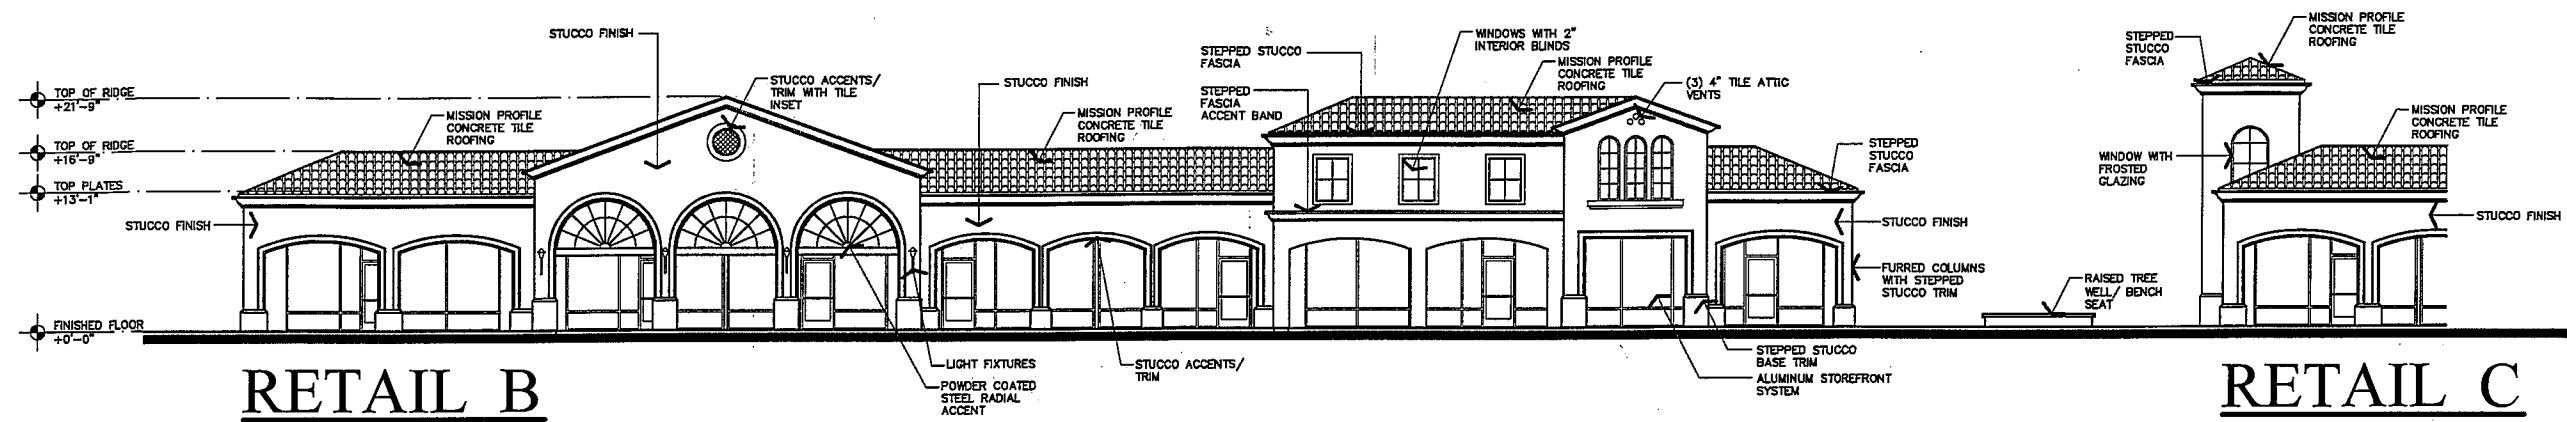 STUCCO FINISH
TOP OF RIDGE
+21'-9"
TOP OF RIDGE
+16'-9"
TOP PLATES
+13'-1"
STUCCO FINISH
FINISHED FLOOR
+0'-0"
MISSION PROFILE
CONCRETE TILE
ROOFING
STUCCO ACCENTS/
TRIM WITH TILE
INSET
STUCCO FINISH
MISSION PROFILE
CONCRETE TILE
ROOFING
STEPPED STUCCO
FASCIA
STEPPED
FASCIA
ACCENT BAND
WINDOWS WITH 2"
INTERIOR BLINDS
MISSION PROFILE
CONCRETE TILE
ROOFING
(3) 4" TILE ATTIC
VENTS
STEPPED
STUCCO
FASCIA
STUCCO FINISH
FURRED COLUMNS
WITH STEPPED
STUCCO TRIM
LIGHT FIXTURES
POWDER COATED
STEEL RADIAL
ACCENT
STUCCO ACCENTS/
TRIM
STEPPED STUCCO
BASE TRIM
ALUMINUM STOREFRONT
SYSTEM
RETAIL B
STEPPED
STUCCO
FASCIA
MISSION PROFILE
CONCRETE TILE
ROOFING
MISSION PROFILE
CONCRETE TILE
ROOFING
WINDOW WITH
FROSTED
GLAZING
STUCCO FINISH
RAISED TREE
WELL/ BENCH
SEAT
RETAIL C